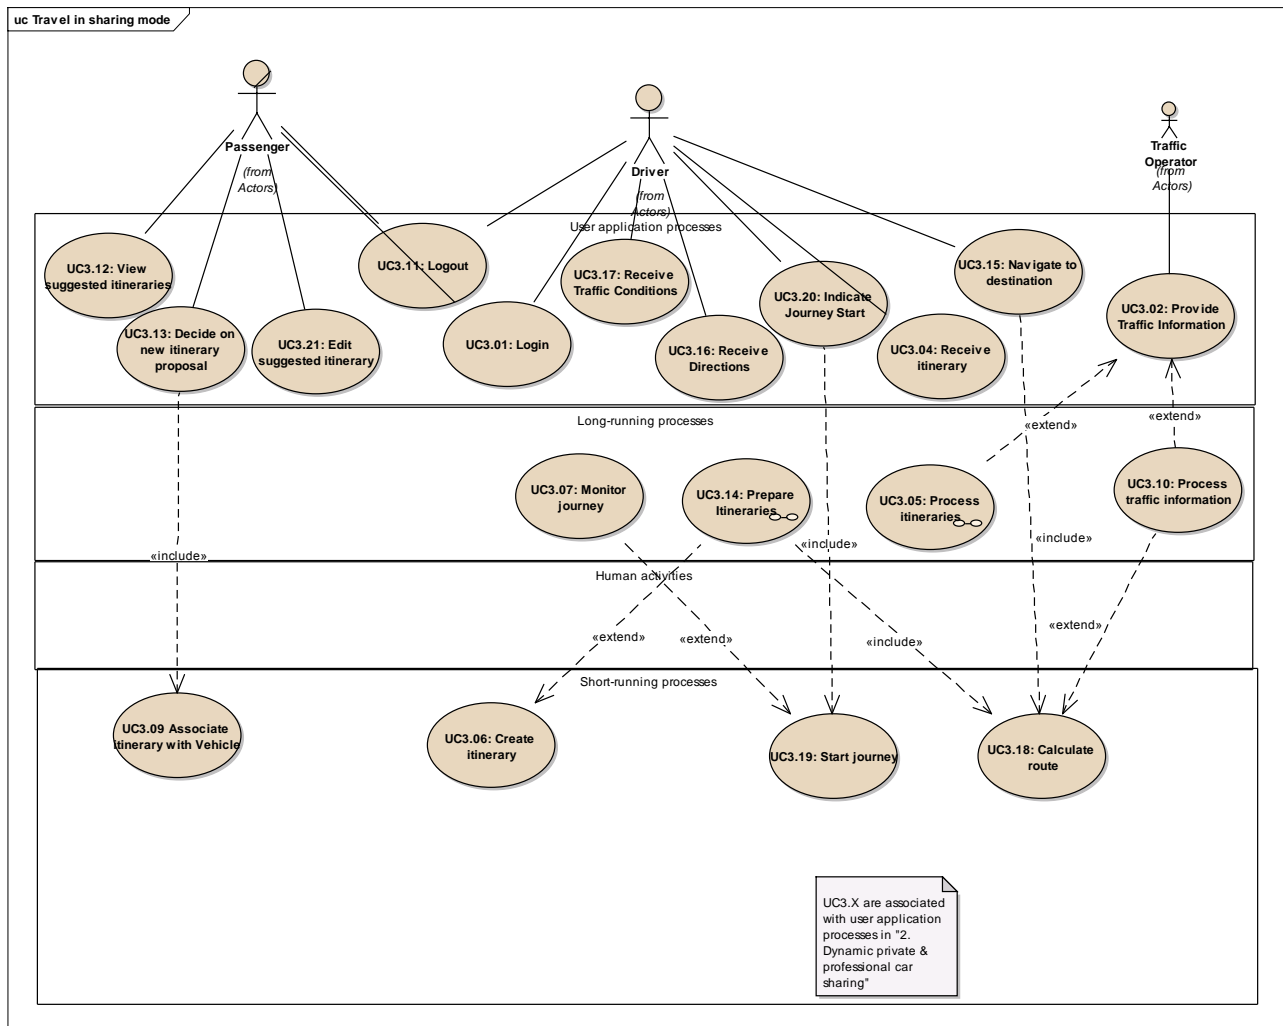 uc Travel in sharing mode
Passenger
(from
Actors)
Driver
(from
Actors)
Traffic
Operator
(from
Actors)
User application processes
UC3.12: View
suggested itineraries
UC3.11: Logout
UC3.17: Receive
Traffic Conditions
UC3.20: Indicate
Journey Start
UC3.15: Navigate to
destination
UC3.02: Provide
Traffic Information
UC3.13: Decide on
new itinerary
proposal
UC3.21: Edit
suggested itinerary
UC3.01: Login
UC3.16: Receive
Directions
UC3.04: Receive
itinerary
Long-running processes
«extend»
«extend»
UC3.07: Monitor
journey
UC3.14: Prepare
Itineraries
UC3.05: Process
itineraries
UC3.10: Process
traffic information
«include»
«include»
«include»
Human activities
«extend»
«extend»
«include»
«extend»
Short-running processes
UC3.09 Associate
itinerary with Vehicle
UC3.06: Create
itinerary
UC3.19: Start journey
UC3.18: Calculate
route
UC3.X are associated
with user application
processes in "2.
Dynamic private &
professional car
sharing"